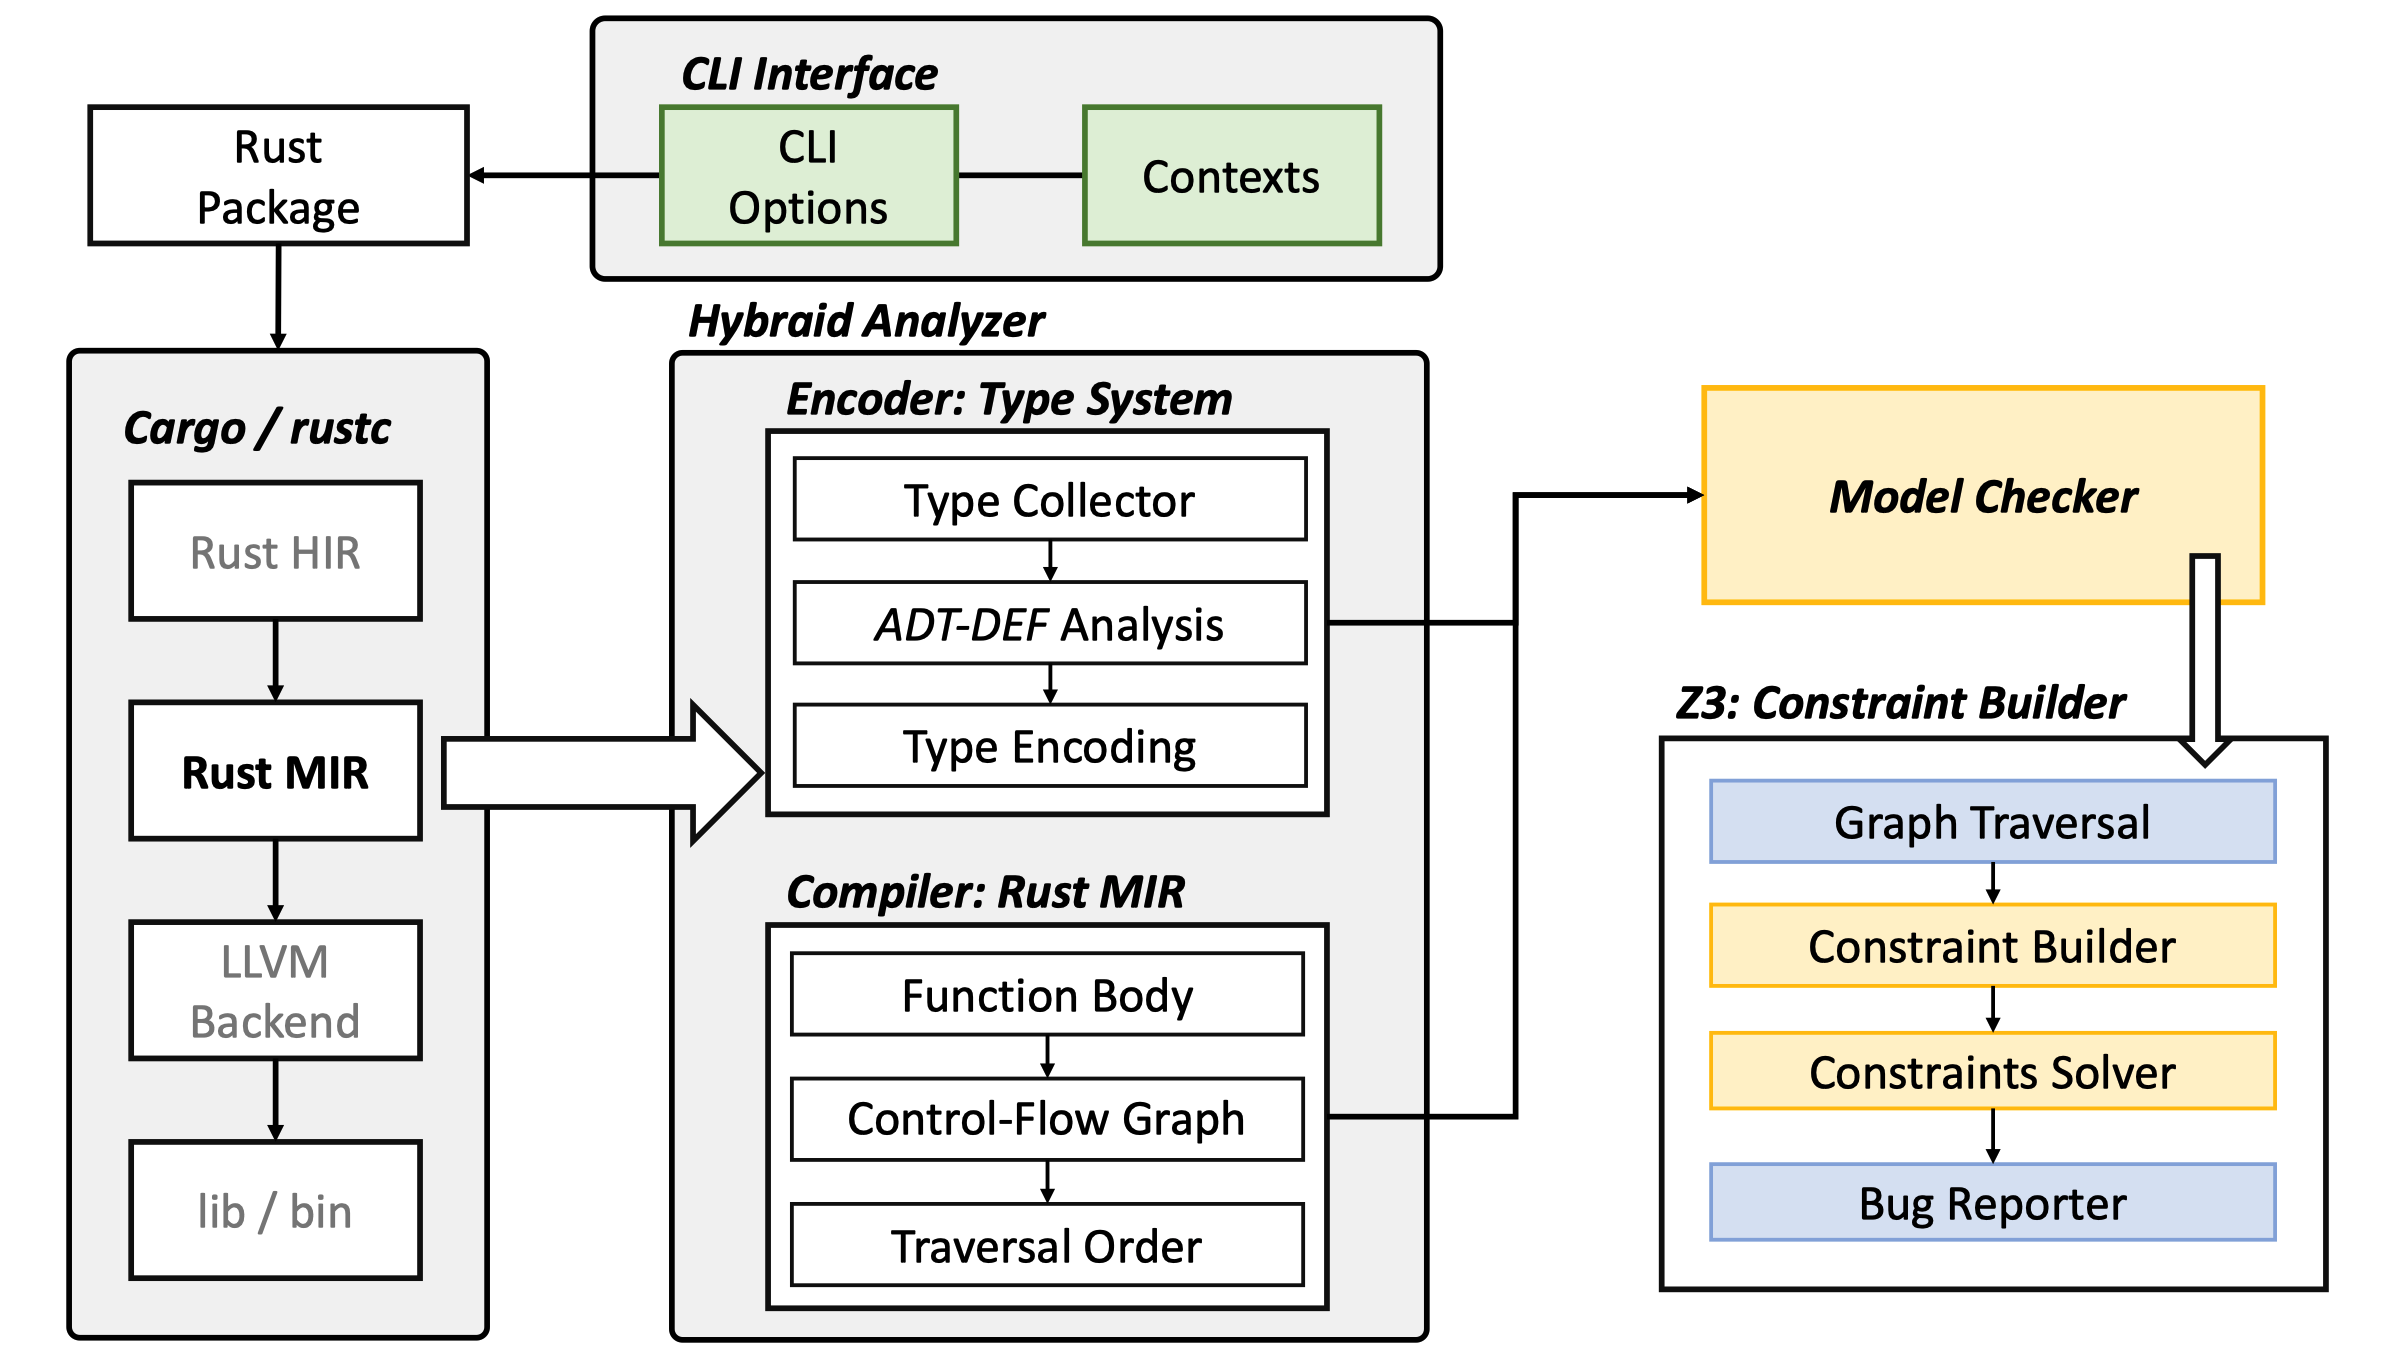 CLI Interface
CLI
Options
Contexts
Rust
Package
Cargo / rustc
Rust HIR
Rust MIR
LLVM
Backend
lib / bin
Hybraid Analyzer
Encoder: Type System
Type Collector
ADT-DEF Analysis
Type Encoding
Compiler: Rust MIR
Function Body
Control-Flow Graph
Traversal Order
Model Checker
Z3: Constraint Builder
Graph Traversal
Constraint Builder
Constraints Solver
Bug Reporter